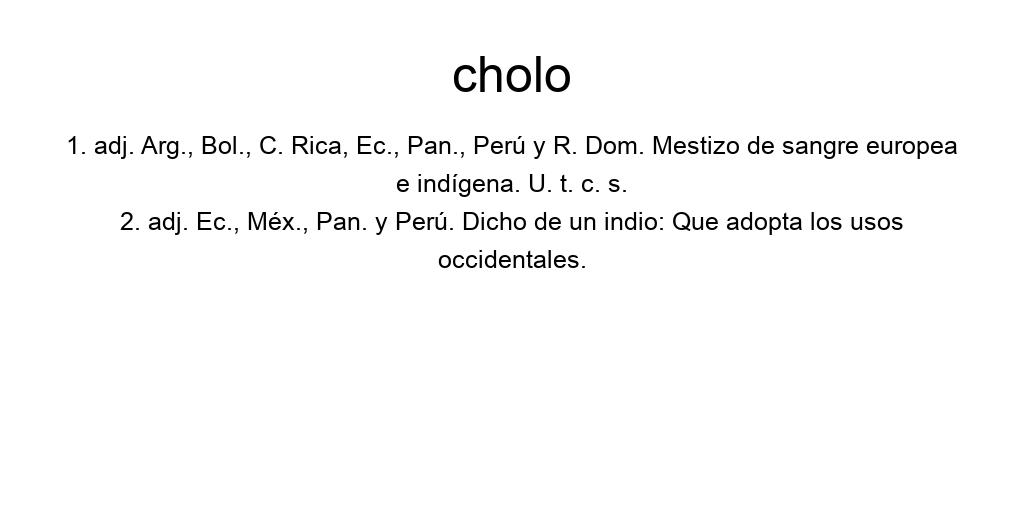 cholo
1. adj. Arg., Bol., C. Rica, Ec., Pan., Perú y R. Dom. Mestizo de sangre europea
e indígena. U. t. c. s.
2. adj. Ec., Méx., Pan. y Perú. Dicho de un indio: Que adopta los usos
occidentales.